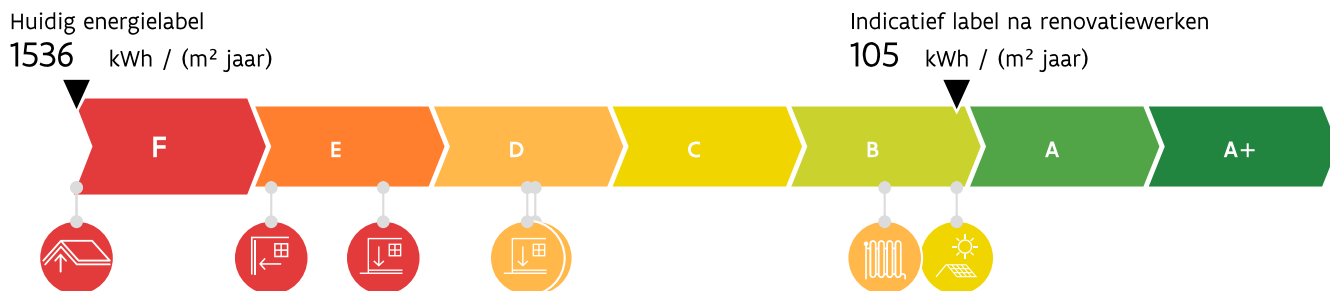 Huidig energielabel
1536 kWh / (m² jaar)
Indicatief label na renovatiewerken
105 kWh / (m² jaar)
F E D C B A A+